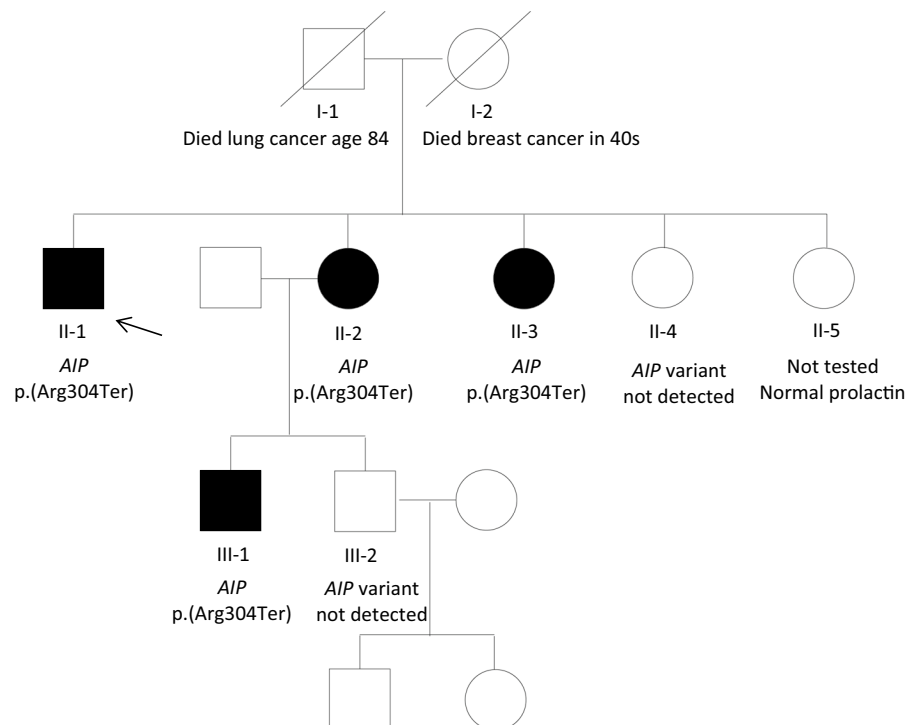 I-1
Died lung cancer age 84
I-2
Died breast cancer in 40s
II-1
AIP
p.(Arg304Ter)
II-2
AIP
p.(Arg304Ter)
II-3
AIP
p.(Arg304Ter)
II-4
AIP variant
not detected
II-5
Not tested
Normal prolactin
III-1
AIP
p.(Arg304Ter)
III-2
AIP variant
not detected